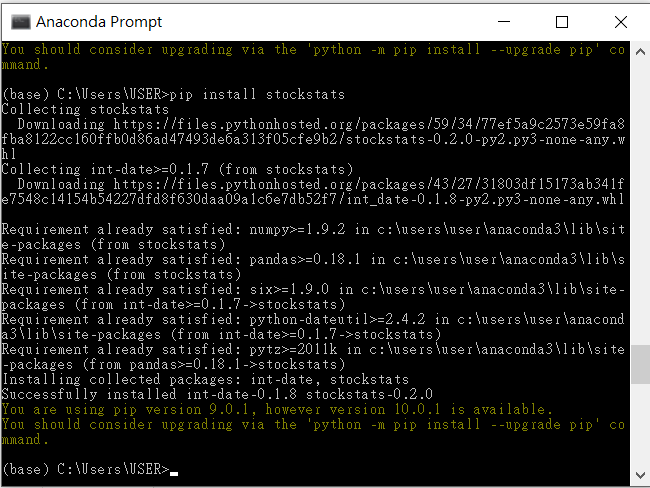 Anaconda Prompt
You should consider upgrading via the 'python -m pip install --upgrade pip' co
mmand.
(base) C:\Users\USER>pip install stockstats
Collecting stockstats
  Downloading https://files.pythonhosted.org/packages/59/34/77ef5a9c2573e59fa8
fba8122cc160ffb0d86ad47493de6a313f05cfe9b2/stockstats-0.2.0-py2.py3-none-any.w
hl
Collecting int-date>=0.1.7 (from stockstats)
  Downloading https://files.pythonhosted.org/packages/43/27/31803df15173ab341f
e7548c14154b54227dfd8f630daa09a1c6e7db52f7/int_date-0.1.8-py2.py3-none-any.whl
Requirement already satisfied: numpy>=1.9.2 in c:\users\user\anaconda3\lib\sit
e-packages (from stockstats)
Requirement already satisfied: pandas>=0.18.1 in c:\users\user\anaconda3\lib\s
ite-packages (from stockstats)
Requirement already satisfied: six>=1.9.0 in c:\users\user\anaconda3\lib\site-
packages (from int-date>=0.1.7->stockstats)
Requirement already satisfied: python-dateutil>=2.4.2 in c:\users\user\anacond
a3\lib\site-packages (from int-date>=0.1.7->stockstats)
Requirement already satisfied: pytz>=2011k in c:\users\user\anaconda3\lib\site
-packages (from pandas>=0.18.1->stockstats)
Installing collected packages: int-date, stockstats
Successfully installed int-date-0.1.8 stockstats-0.2.0
You are using pip version 9.0.1, however version 10.0.1 is available.
You should consider upgrading via the 'python -m pip install --upgrade pip' co
mmand.
(base) C:\Users\USER>